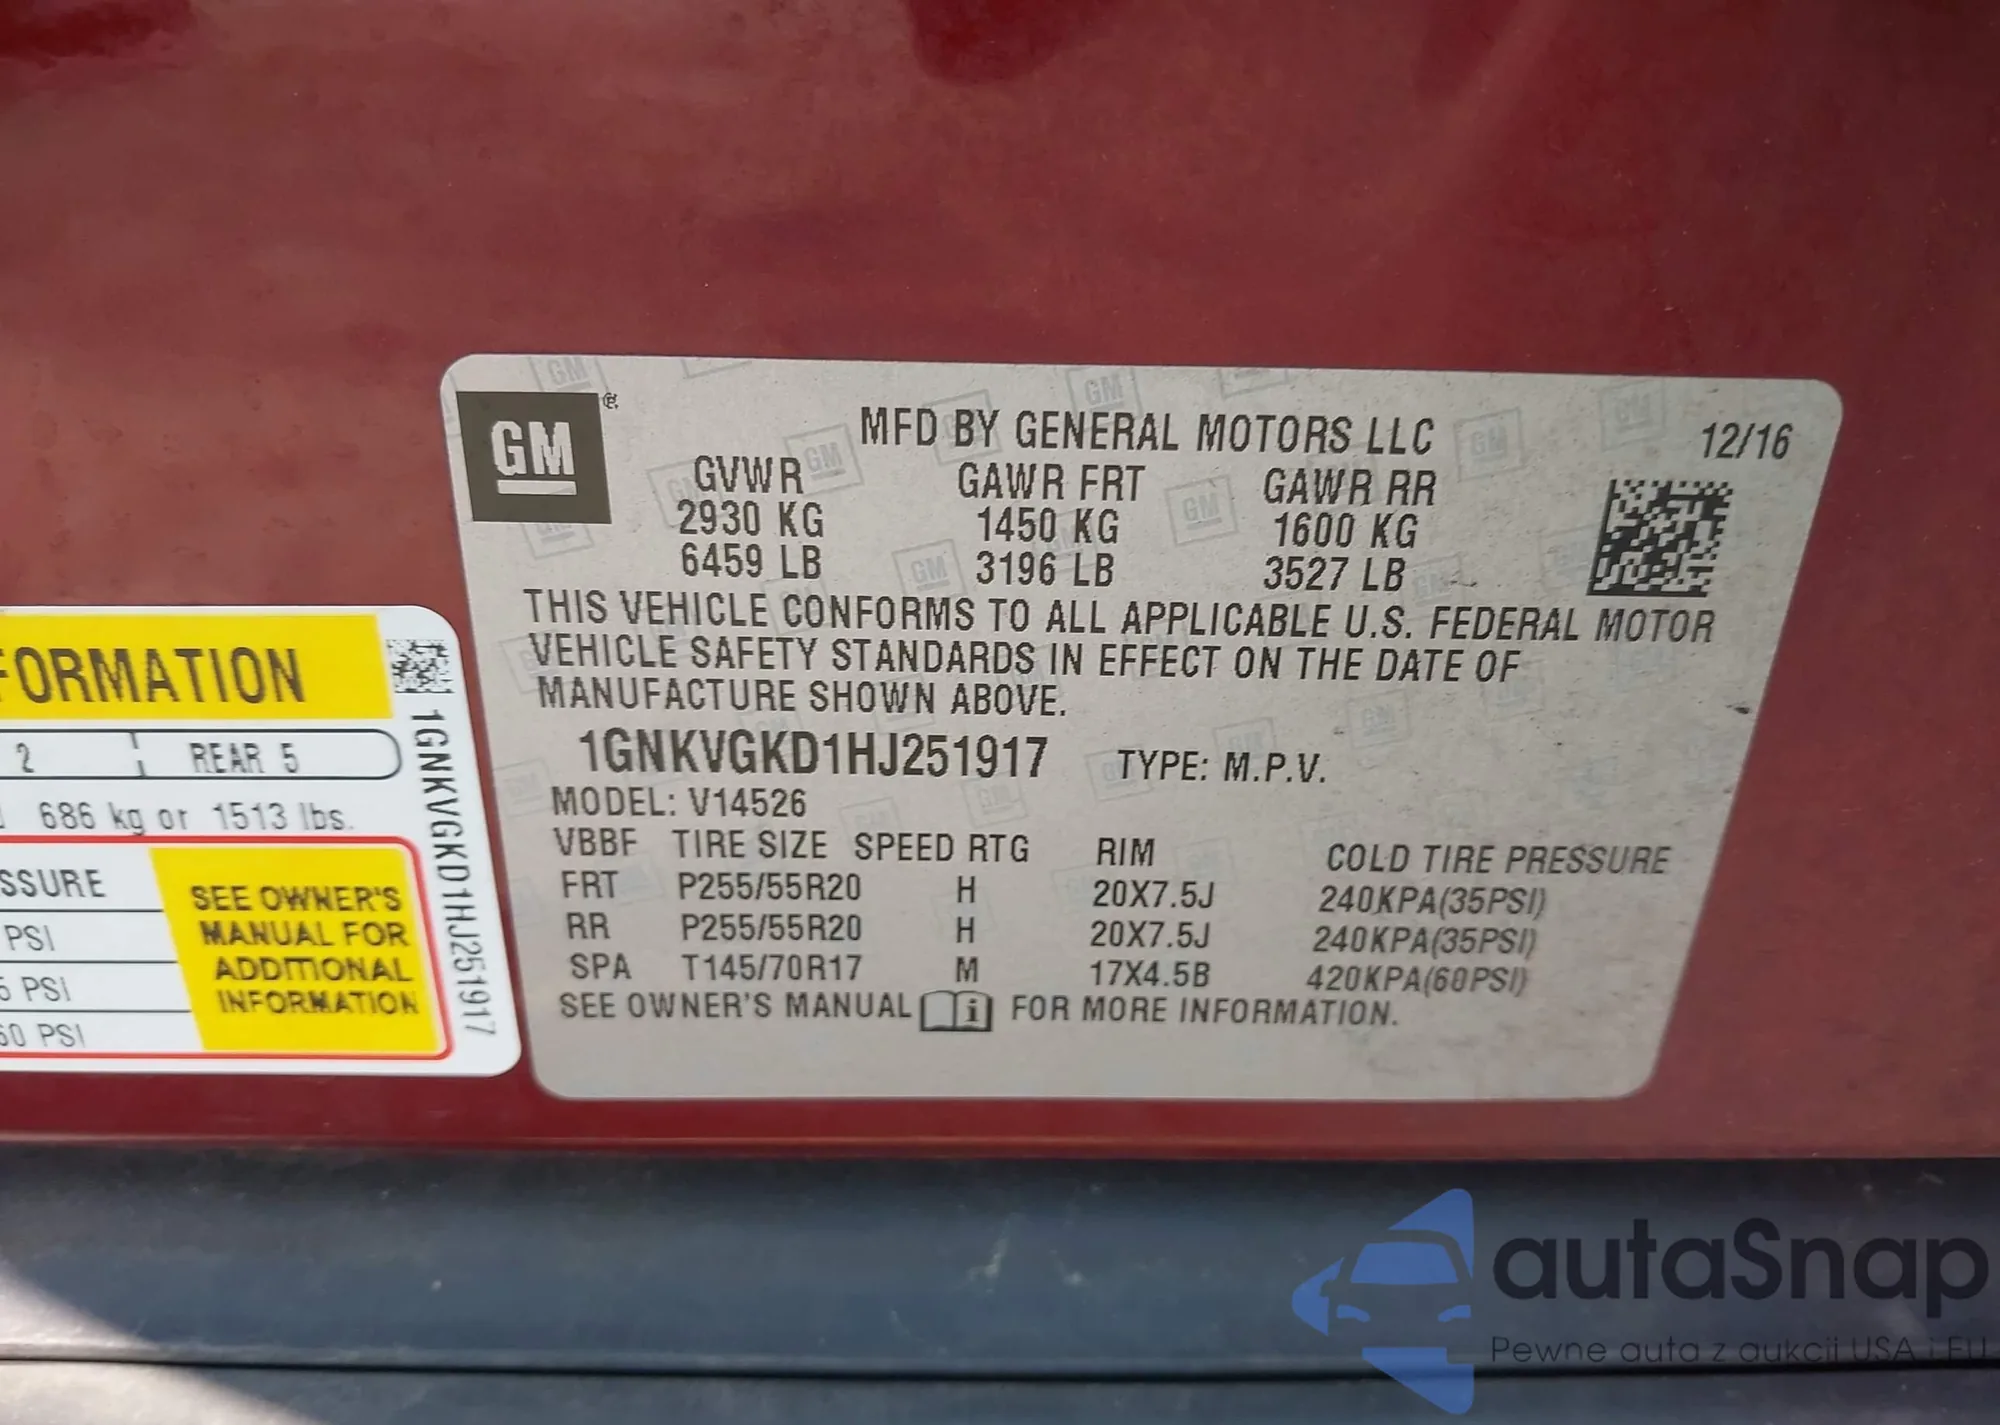 GM
MFD BY GENERAL MOTORS LLC
12/16
GVWR GAWR FRT GAWR RR
2930 KG 1450 KG 1600 KG
6459 LB 3196 LB 3527 LB
THIS VEHICLE CONFORMS TO ALL APPLICABLE U.S. FEDERAL MOTOR
VEHICLE SAFETY STANDARDS IN EFFECT ON THE DATE OF
MANUFACTURE SHOWN ABOVE.
1GNKVGKD1HJ251917 TYPE: M.P.V.
MODEL: V14526
VBBF TIRE SIZE SPEED RTG RIM COLD TIRE PRESSURE
FRT P255/55R20 H 20X7.5J 240KPA(35PSI)
RR P255/55R20 H 20X7.5J 240KPA(35PSI)
SPA T145/70R17 M 17X4.5B 420KPA(60PSI)
SEE OWNER'S MANUAL i FOR MORE INFORMATION.
FORMATION
2 REAR 5
686 kg or 1513 lbs.
SSURE
PSI
5 PSI
60 PSI
SEE OWNER'S
MANUAL FOR
ADDITIONAL
INFORMATION
1GNKVGKD1HJ251917
autaSnap
Pewne auta z aukcji USA i EU